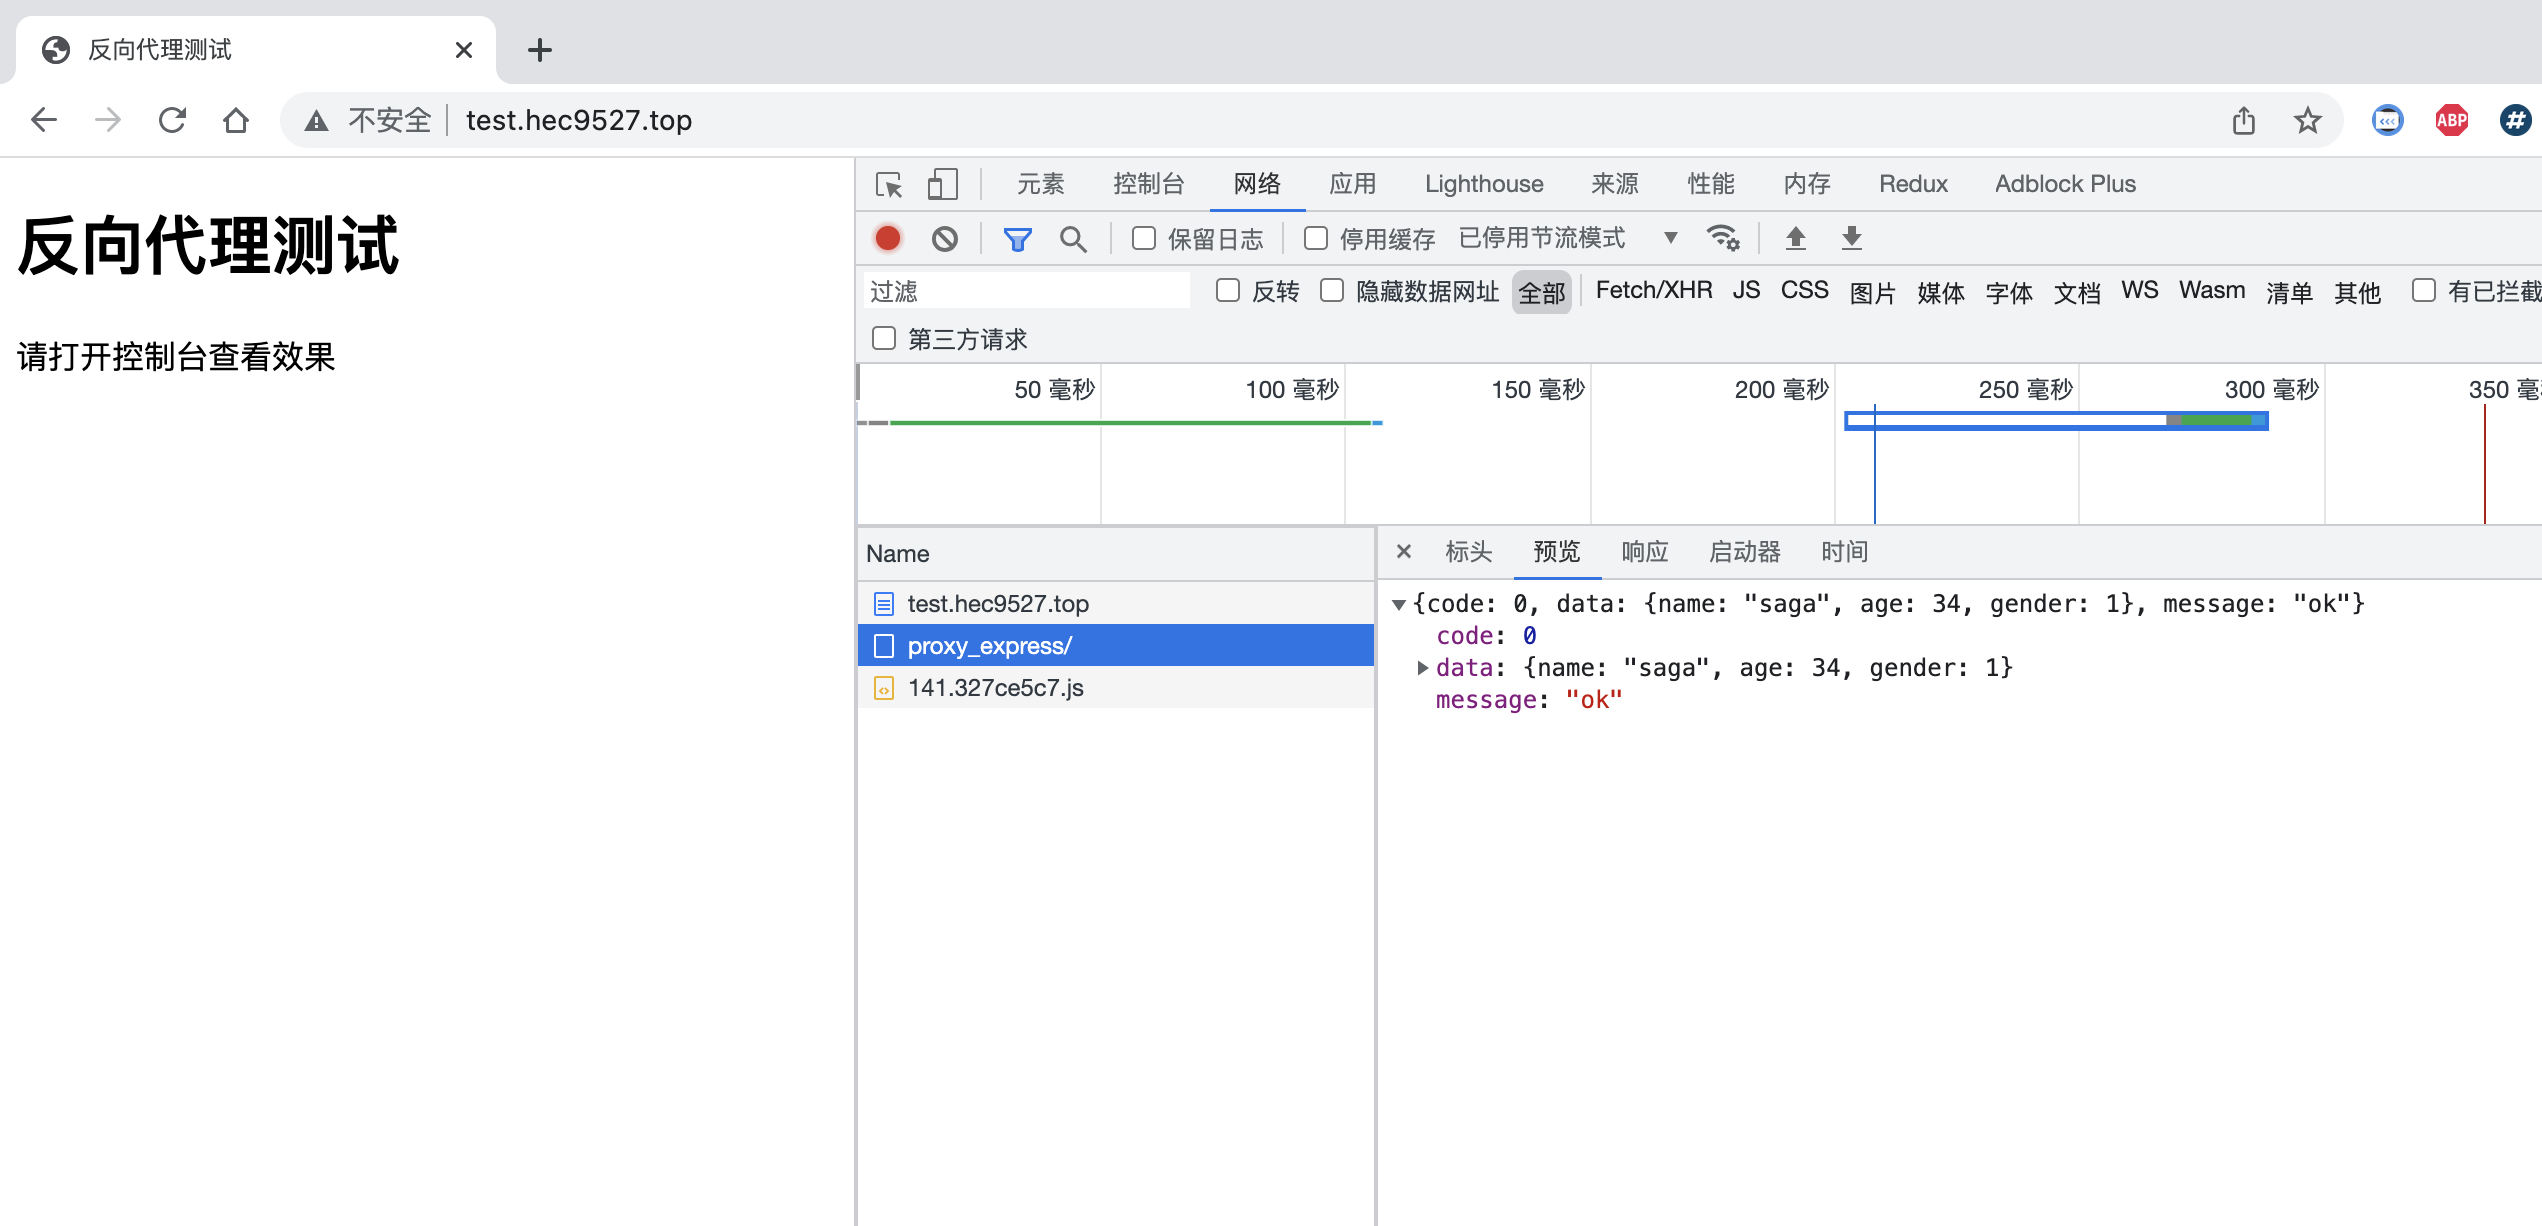 反向代理测试
不安全 test.hec9527.top
ABP
#
反向代理测试
请打开控制台查看效果
元素 控制台 网络 应用 Lighthouse 来源 性能 内存 Redux Adblock Plus
保留日志 停用缓存 已停用节流模式
过滤 反转 隐藏数据网址 全部 Fetch/XHR JS CSS 图片 媒体 字体 文档 WS Wasm 清单 其他 有已拦截
第三方请求
50 毫秒 100 毫秒 150 毫秒 200 毫秒 250 毫秒 300 毫秒 350 毫
Name
test.hec9527.top
proxy_express/
141.327ce5c7.js
标头 预览 响应 启动器 时间
{code: 0, data: {name: "saga", age: 34, gender: 1}, message: "ok"}
code: 0
data: {name: "saga", age: 34, gender: 1}
message: "ok"